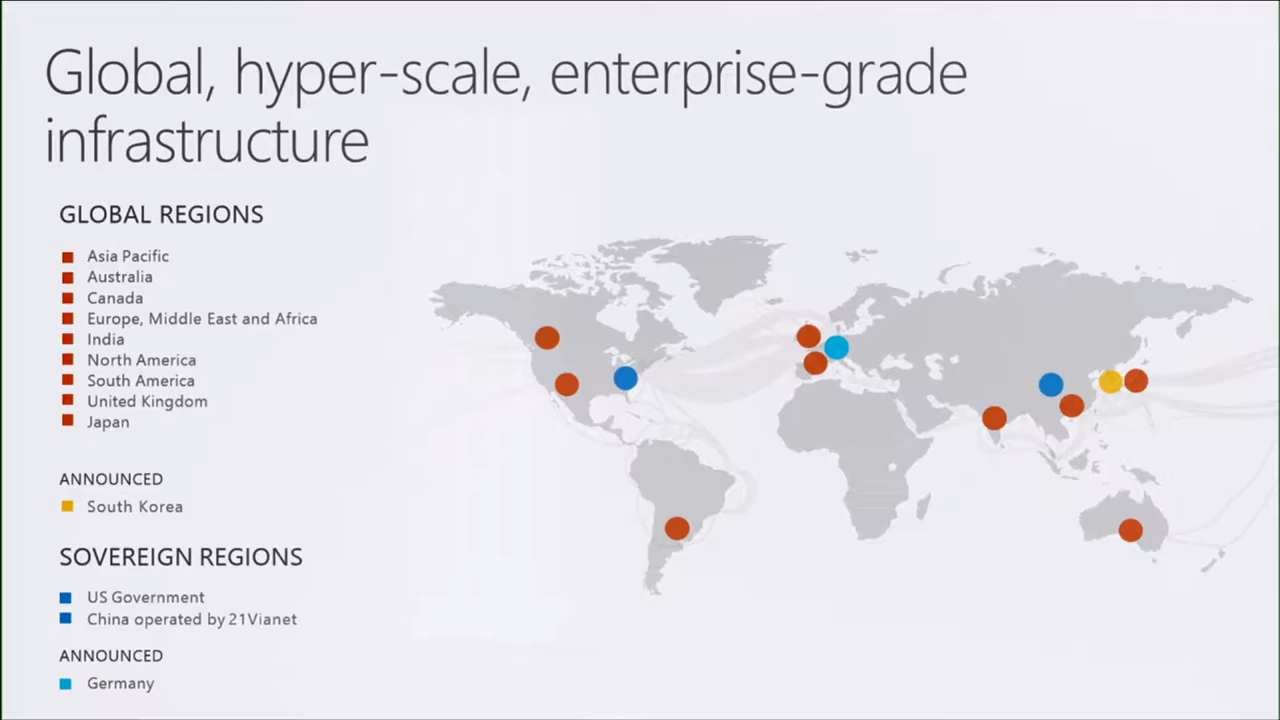 Global, hyper-scale, enterprise-grade
infrastructure
GLOBAL REGIONS
Asia Pacific
Australia
Canada
Europe, Middle East and Africa
India
North America
South America
United Kingdom
Japan
ANNOUNCED
South Korea
SOVEREIGN REGIONS
US Government
China operated by 21Vianet
ANNOUNCED
Germany